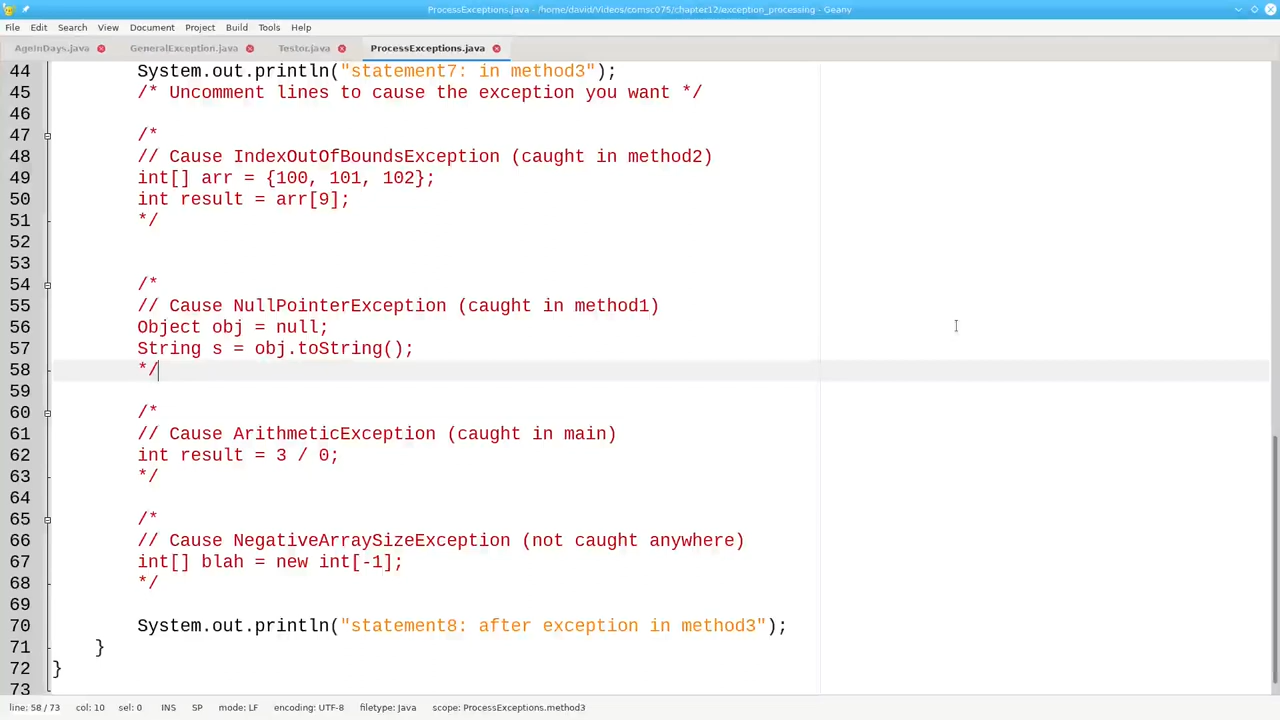 ProcessExceptions.java - /home/david/Videos/comsc075/chapter12/exception_processing - Geany
File Edit Search View Document Project Build Tools Help
AgeInDays.java GeneralException.java Testor.java ProcessExceptions.java
44 System.out.println("statement7: in method3");
45 /* Uncomment lines to cause the exception you want */
46
47 /*
48 // Cause IndexOutOfBoundsException (caught in method2)
49 int[] arr = {100, 101, 102};
50 int result = arr[9];
51 */
52
53
54 /*
55 // Cause NullPointerException (caught in method1)
56 Object obj = null;
57 String s = obj.toString();
58 */
59
60 /*
61 // Cause ArithmeticException (caught in main)
62 int result = 3 / 0;
63 */
64
65 /*
66 // Cause NegativeArraySizeException (not caught anywhere)
67 int[] blah = new int[-1];
68 */
69
70 System.out.println("statement8: after exception in method3");
71 }
72 }
73
line: 58 / 73 col: 10 sel: 0 INS SP mode: LF encoding: UTF-8 filetype: Java scope: ProcessExceptions.method3